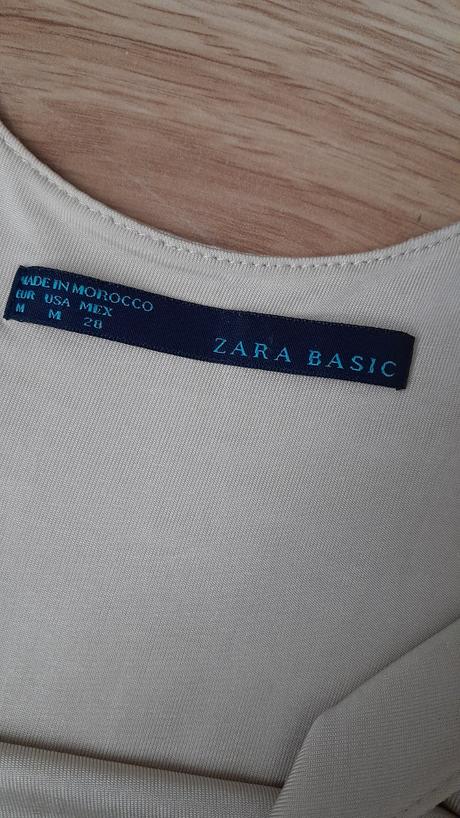 MADE IN MOROCCO
EUR USA MEX
M M 28
ZARA BASIC